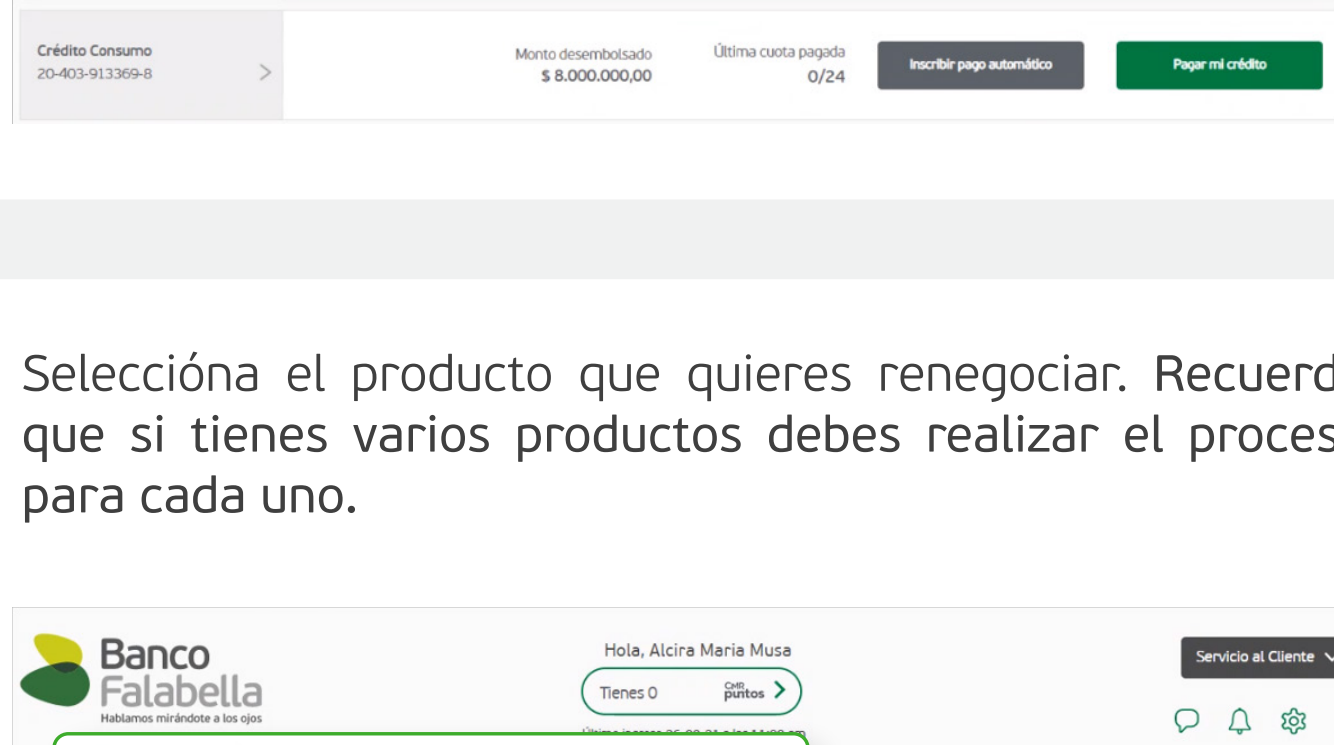 Crédito Consumo
20-403-913369-8
Monto desembolsado
$ 8.000.000,00
Última cuota pagada
0/24
Inscribir pago automático
Pagar mi crédito
Seleccióna el producto que quieres renegociar. Recuerd
que si tienes varios productos debes realizar el proces
para cada uno.
Banco
Falabella
Hablamos mirándote a los ojos
Hola, Alcira Maria Musa
Tienes 0 CMR puntos
Servicio al Cliente